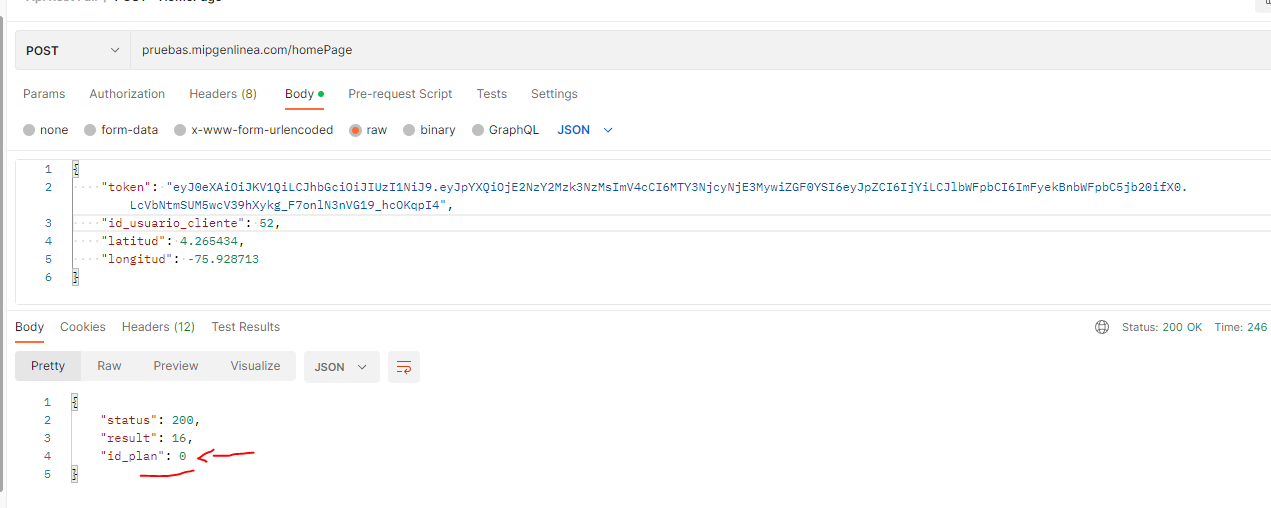 POST
pruebas.mipgenlinea.com/homePage
Params Authorization Headers (8) Body Pre-request Script Tests Settings
none form-data x-www-form-urlencoded raw binary GraphQL JSON
1 {
2 "token": "eyJ0eXAiOiJKV1QiLCJhbGciOiJIUzI1NiJ9.eyJpYXQiOjE2NzY2Mzk3NzMsImV4cCI6MTY3NjcyNjE3MywiZGF0YSI6eyJpZCI6IjYiLCJlbWFpbCI6ImFyekBnbWFpbC5jb20ifX0.
LcVbNtmSUM5wcV39hXykg_F7onlN3nVG19_hcOKqpI4",
3 "id_usuario_cliente": 52,
4 "latitud": 4.265434,
5 "longitud": -75.928713
6 }
Body Cookies Headers (12) Test Results Status: 200 OK Time: 246
Pretty Raw Preview Visualize JSON
1 {
2 "status": 200,
3 "result": 16,
4 "id_plan": 0
5 }